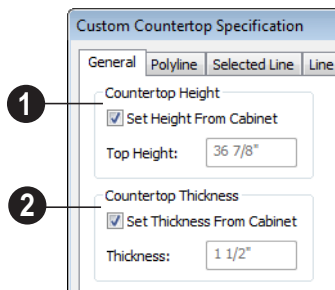 Custom Countertop Specification
General Polyline Selected Line Line
1
Countertop Height
Set Height From Cabinet
Top Height: 36 7/8"
2
Countertop Thickness
Set Thickness From Cabinet
Thickness: 1 1/2"